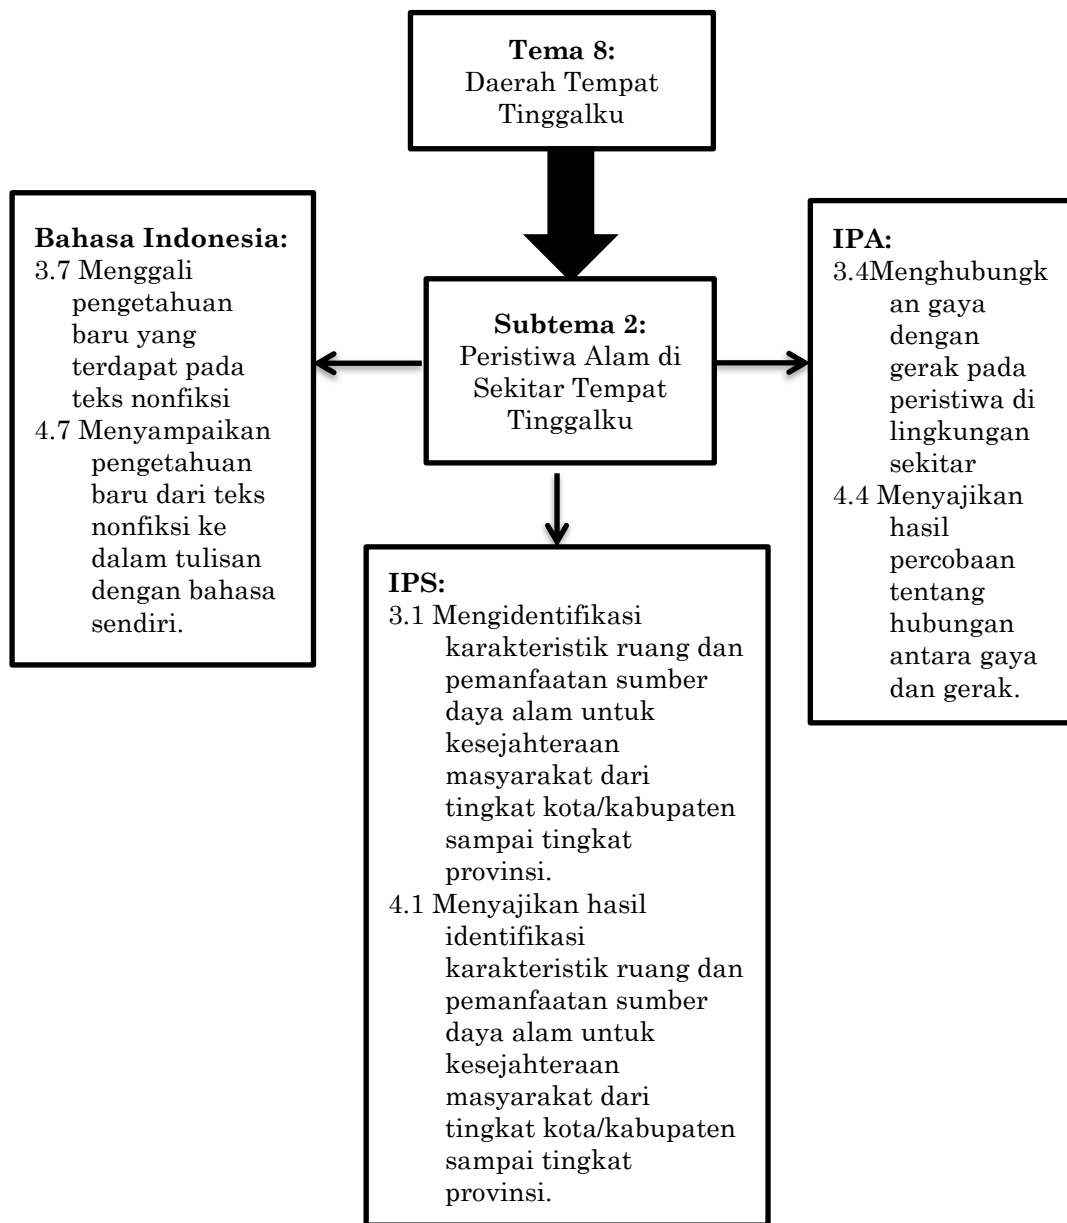 Tema 8:
Daerah Tempat
Tinggalku
Bahasa Indonesia:
3.7 Menggali
pengetahuan
baru yang
terdapat pada
teks nonfiksi
4.7 Menyampaikan
pengetahuan
baru dari teks
nonfiksi ke
dalam tulisan
dengan bahasa
sendiri.
Subtema 2:
Peristiwa Alam di
Sekitar Tempat
Tinggalku
IPA:
3.4Menghubungk
an gaya
dengan
gerak pada
peristiwa di
lingkungan
sekitar
4.4 Menyajikan
hasil
percobaan
tentang
hubungan
antara gaya
dan gerak.
IPS:
3.1 Mengidentifikasi
karakteristik ruang dan
pemanfaatan sumber
daya alam untuk
kesejahteraan
masyarakat dari
tingkat kota/kabupaten
sampai tingkat
provinsi.
4.1 Menyajikan hasil
identifikasi
karakteristik ruang dan
pemanfaatan sumber
daya alam untuk
kesejahteraan
masyarakat dari
tingkat kota/kabupaten
sampai tingkat
provinsi.